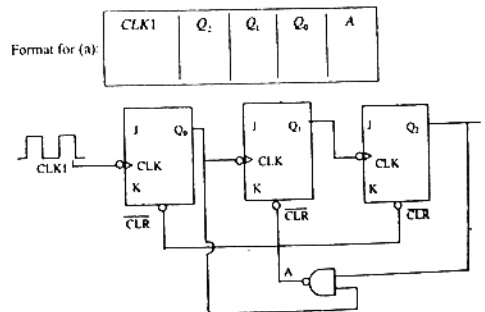 CLK1 Q₂ Q₁ Q₀ A
Format for (a):
J Q₀ J Q₁ J Q₂
CLK1 CLK CLK CLK
K K K
CLR CLR CLR
A